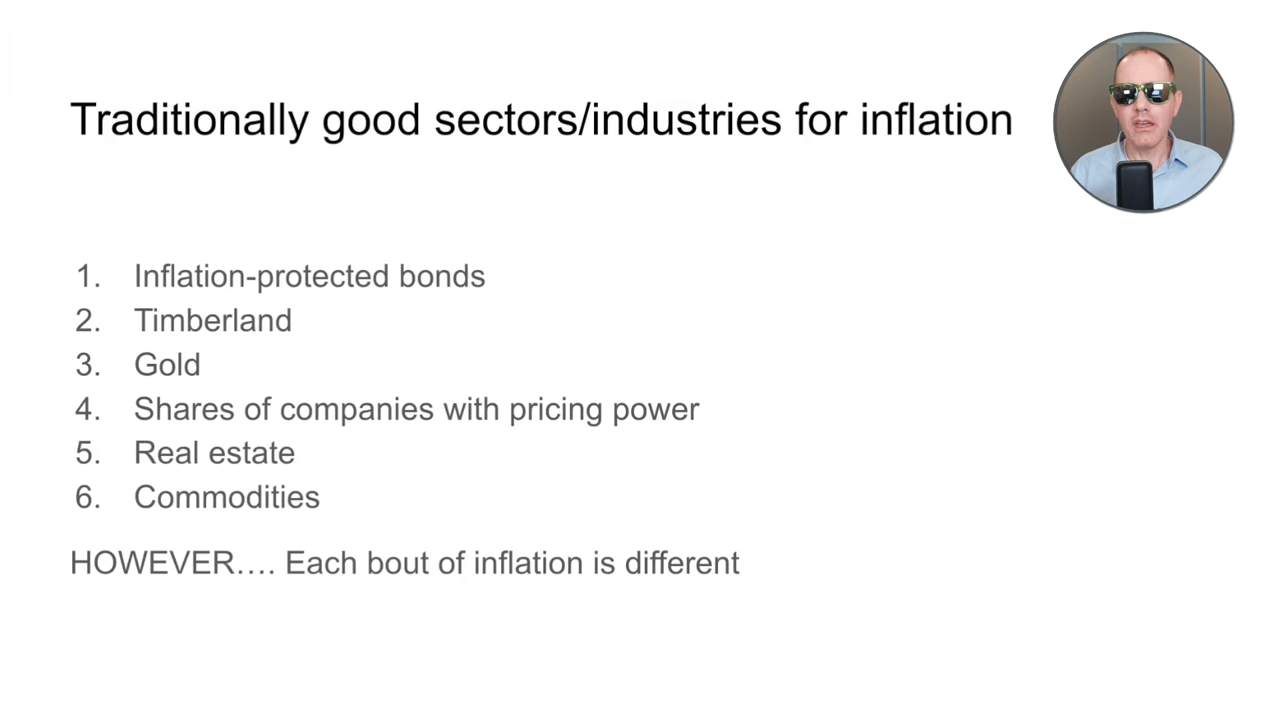 Traditionally good sectors/industries for inflation
1. Inflation-protected bonds
2. Timberland
3. Gold
4. Shares of companies with pricing power
5. Real estate
6. Commodities
HOWEVER.... Each bout of inflation is different